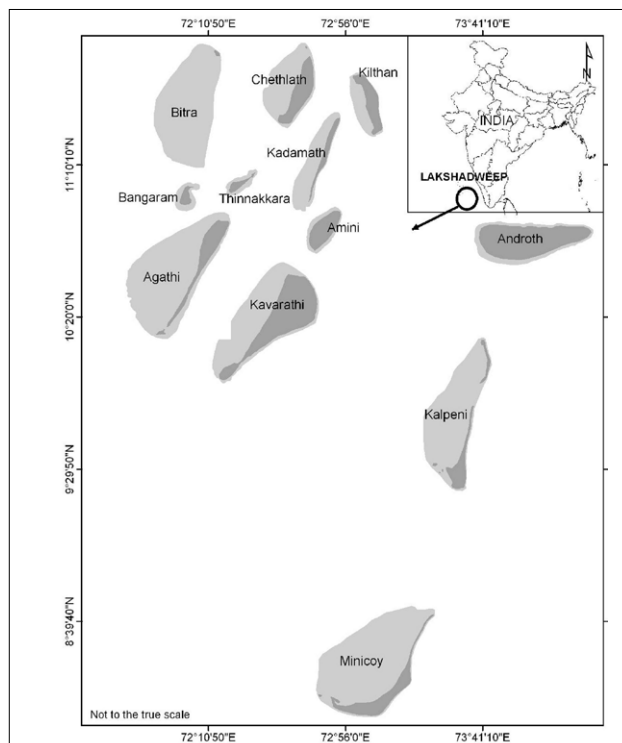 72°10'50"E 72°56'0"E 73°41'10"E
Chethlath
Kilthan
Bitra
N
INDIA
Kadamath
11°10'10"N
LAKSHADWEEP
Bangaram
Thinnakkara
Amini
Androth
Agathi
Kavarathi
10°20'0"N
Kalpeni
9°29'50"N
8°39'40"N
Minicoy
Not to the true scale
72°10'50"E 72°56'0"E 73°41'10"E